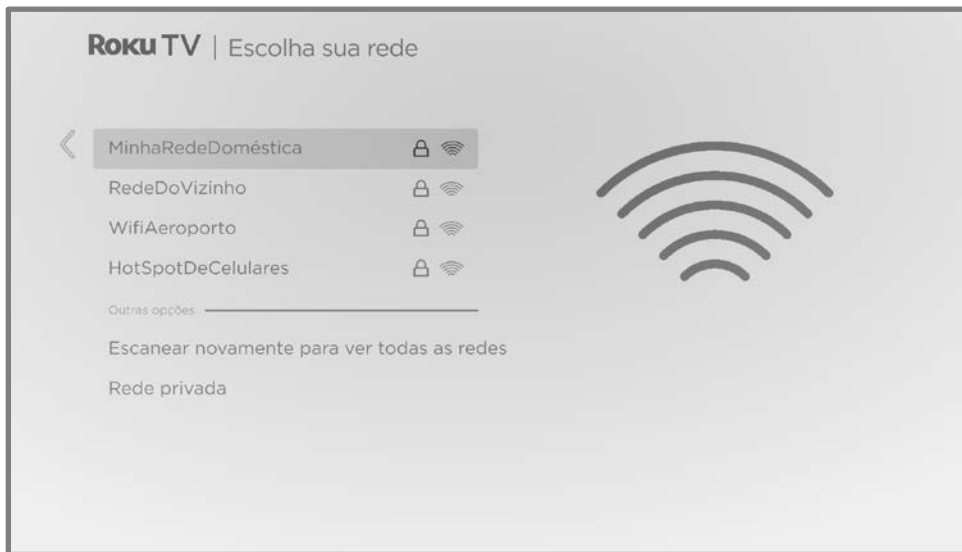 Roku TV | Escolha sua rede
MinhaRedeDoméstica
RedeDoVizinho
WifiAeroporto
HotSpotDeCelulares
Outras opções
Escanear novamente para ver todas as redes
Rede privada